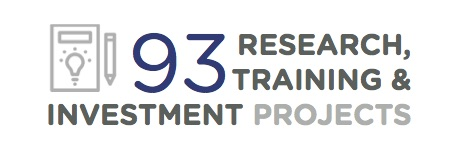 93 RESEARCH,
TRAINING &
INVESTMENT PROJECTS